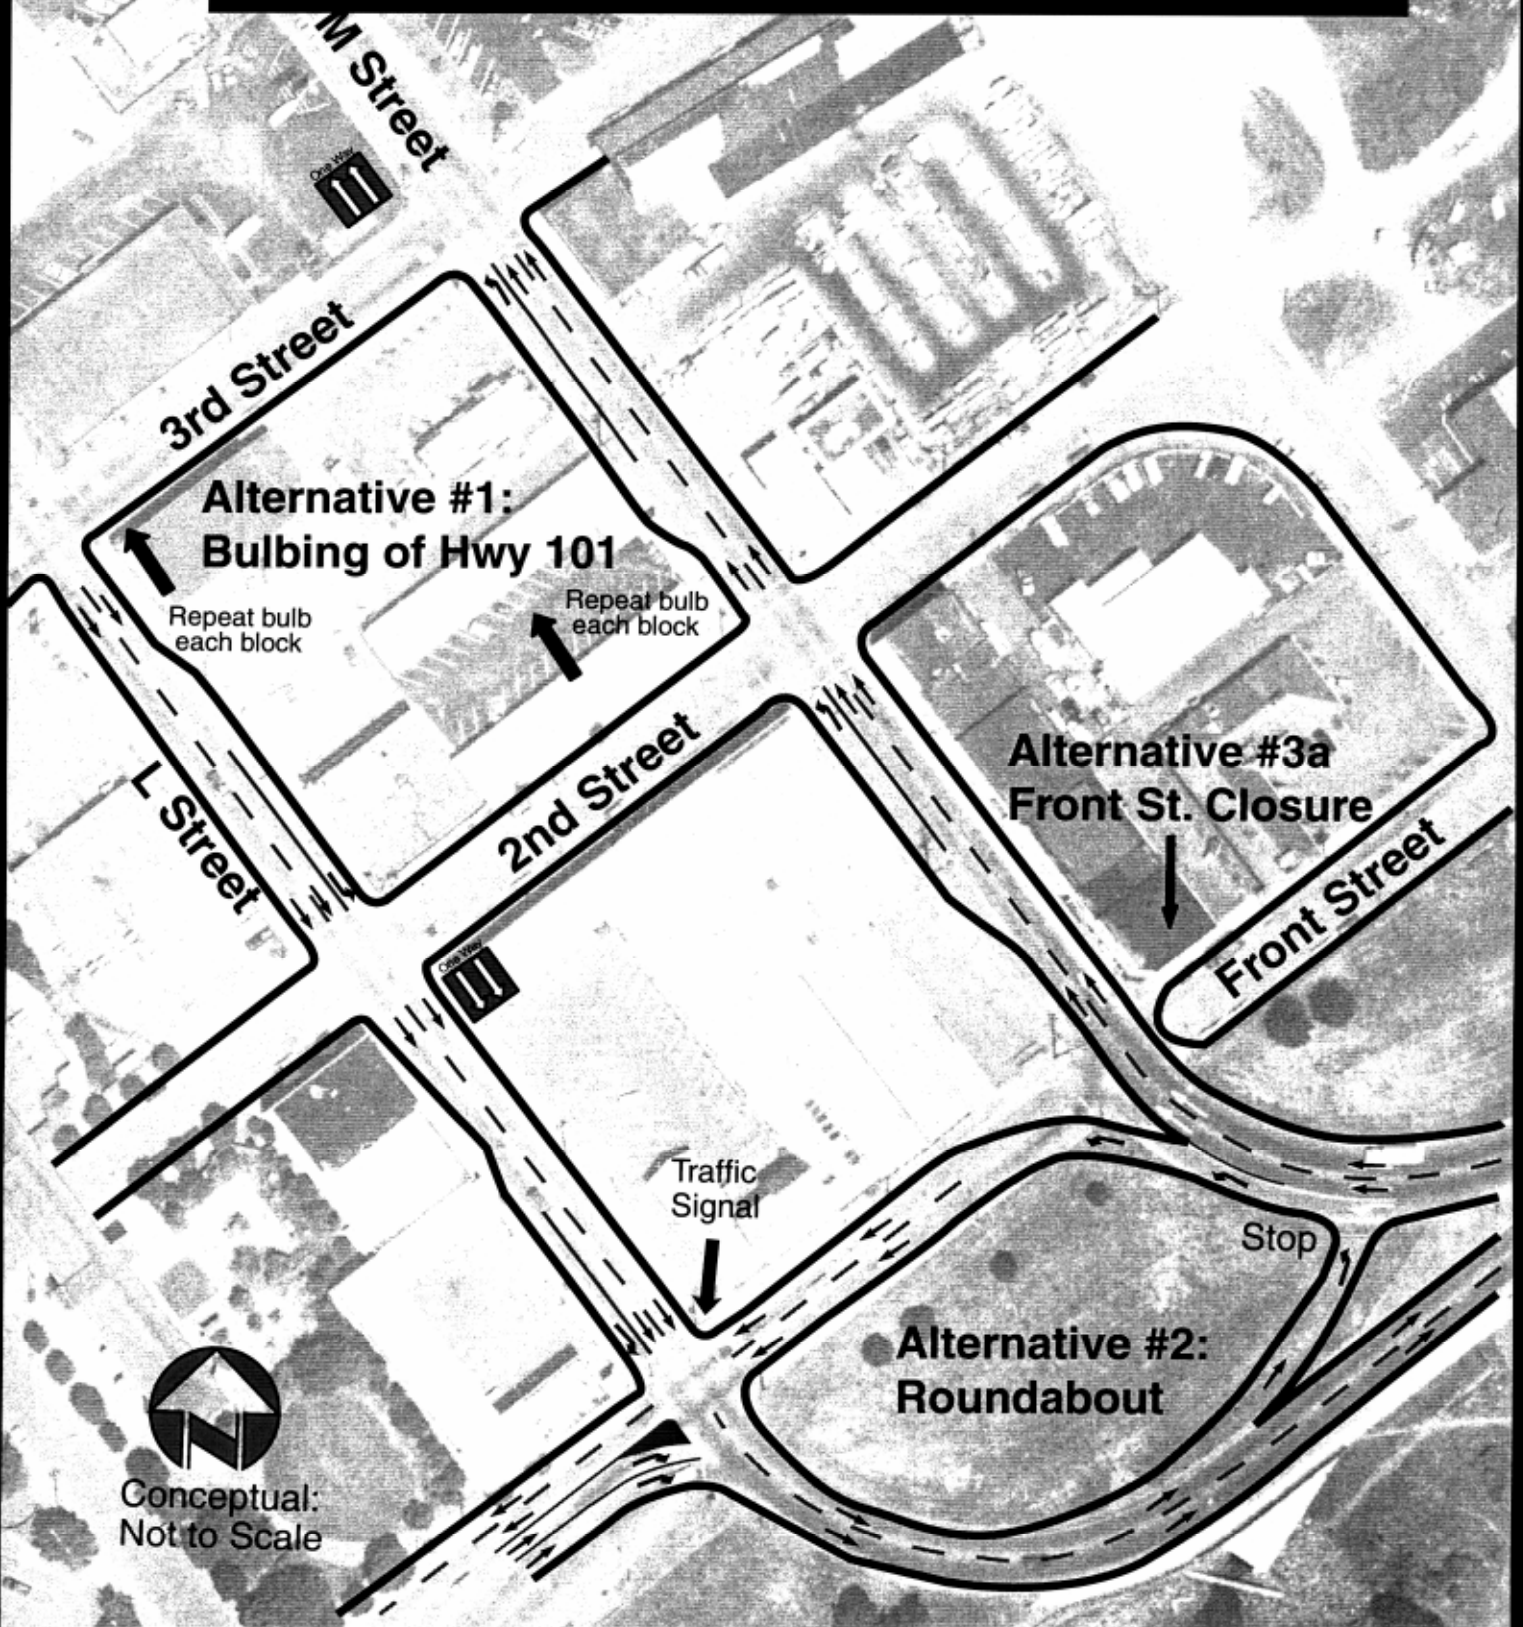 M Street
One Way
3rd Street
Alternative #1:
Bulbing of Hwy 101
Repeat bulb
each block
Repeat bulb
each block
L Street
2nd Street
Alternative #3a
Front St. Closure
Front Street
One Way
Traffic
Signal
Stop
Alternative #2:
Roundabout
N
Conceptual:
Not to Scale